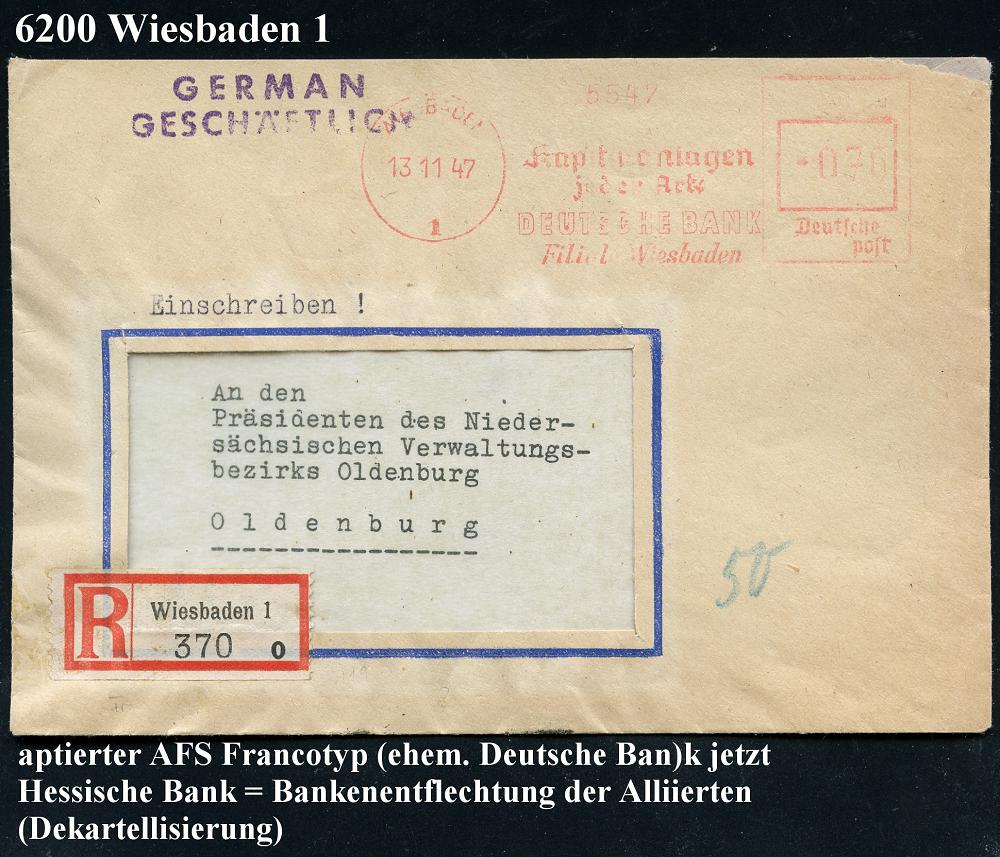 6200 Wiesbaden 1
GERMAN
GESCHÄFTLICH
5547
13 11 47
1
jeder Art
DEUTSCHE BANK
Wiesbaden
-070
Deutsche
post
Einschreiben !
An den
Präsidenten des Nieder-
sächsischen Verwaltungs-
bezirks Oldenburg
Oldenburg
50
R
Wiesbaden 1
370 o
aptierter AFS Francotyp (ehem. Deutsche Ban)k jetzt
Hessische Bank = Bankenentflechtung der Alliierten
(Dekartellisierung)